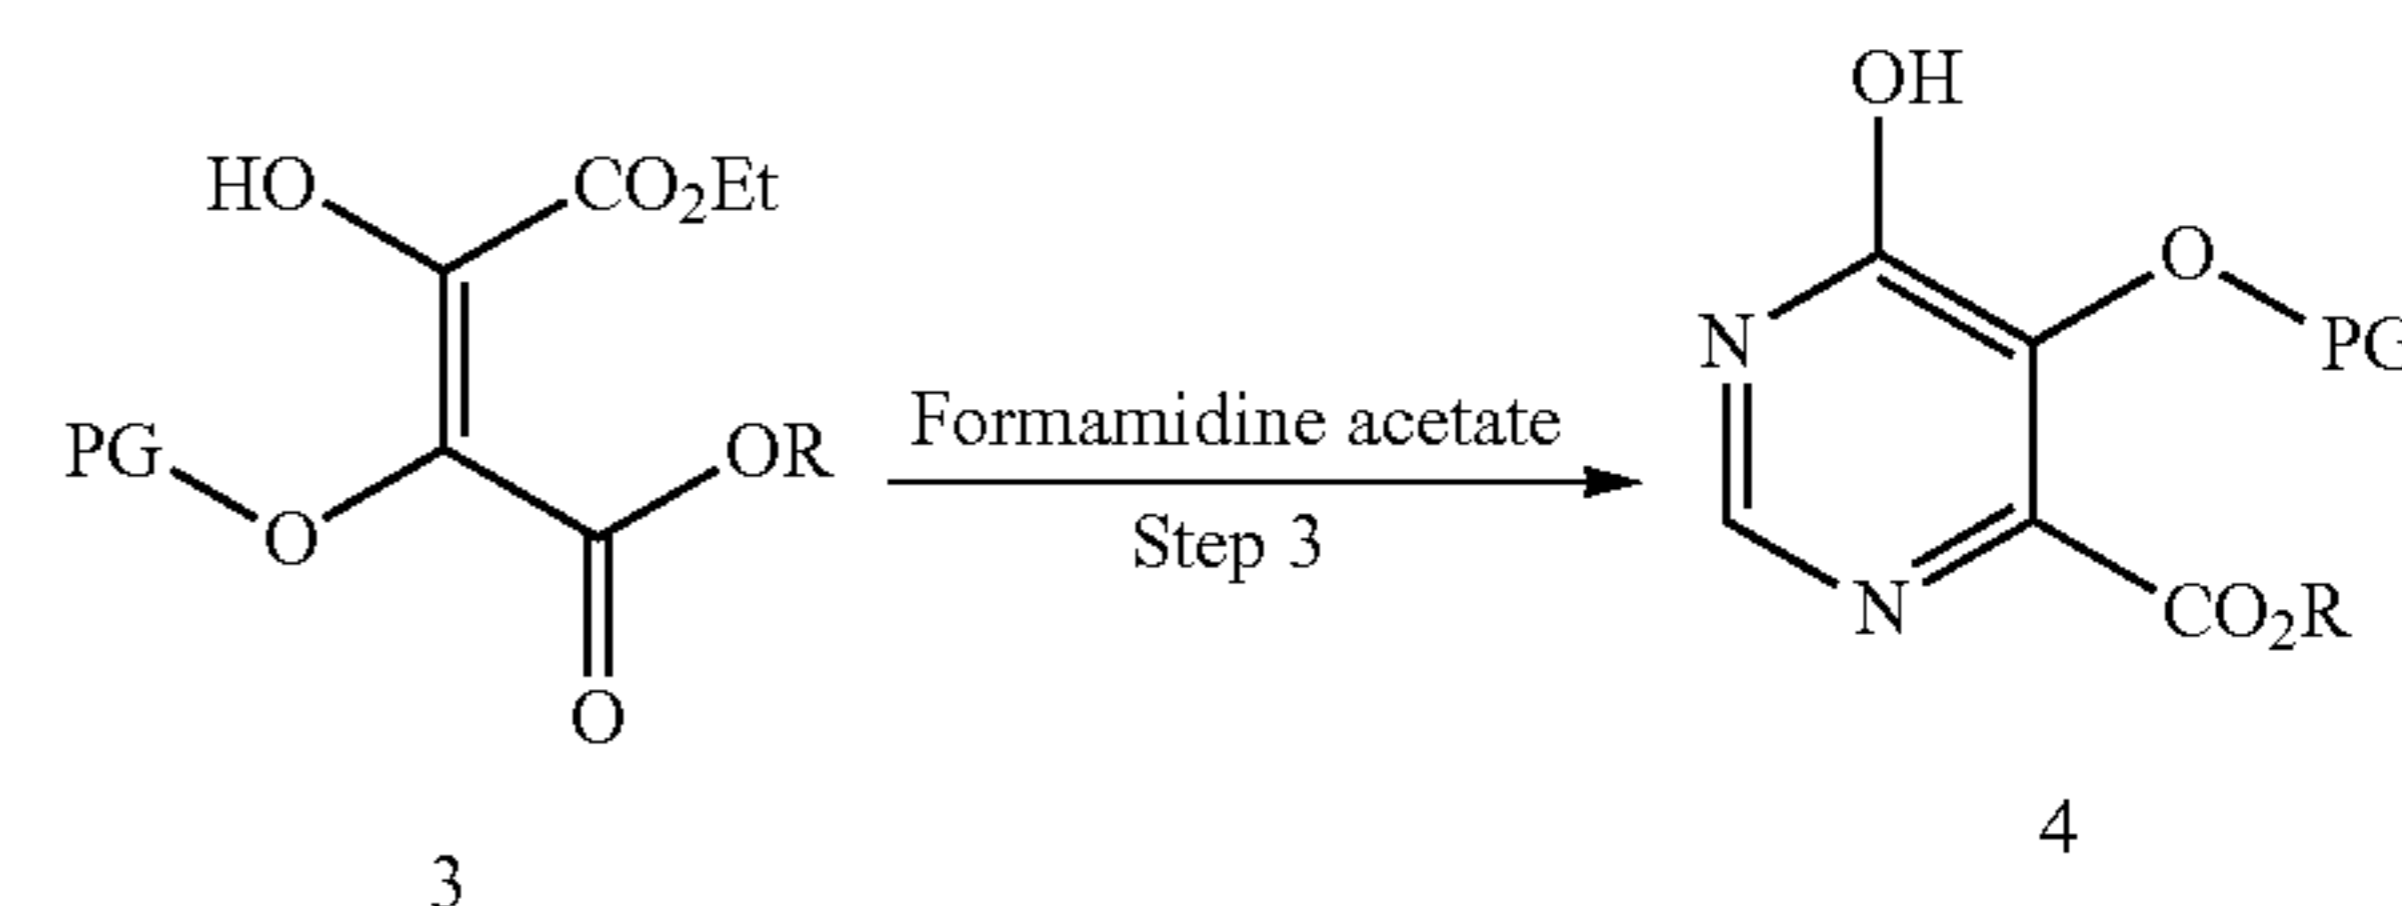 OH
HO CO₂Et
O
N PG
PG OR
Formamidine acetate
O
Step 3
N CO₂R
O
4
3